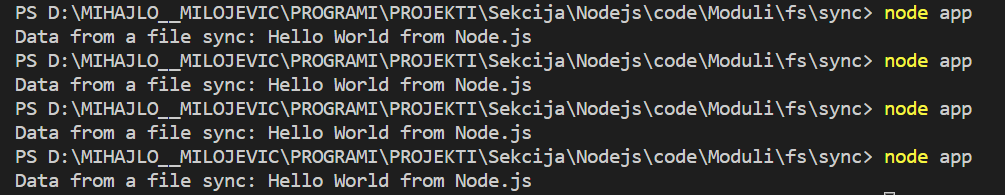 PS D:\MIHAJLO__MILOJEVIC\PROGRAMI\PROJEKTI\Sekcija\Nodejs\code\Moduli\fs\sync> node app
Data from a file sync: Hello World from Node.js
PS D:\MIHAJLO__MILOJEVIC\PROGRAMI\PROJEKTI\Sekcija\Nodejs\code\Moduli\fs\sync> node app
Data from a file sync: Hello World from Node.js
PS D:\MIHAJLO__MILOJEVIC\PROGRAMI\PROJEKTI\Sekcija\Nodejs\code\Moduli\fs\sync> node app
Data from a file sync: Hello World from Node.js
PS D:\MIHAJLO__MILOJEVIC\PROGRAMI\PROJEKTI\Sekcija\Nodejs\code\Moduli\fs\sync> node app
Data from a file sync: Hello World from Node.js